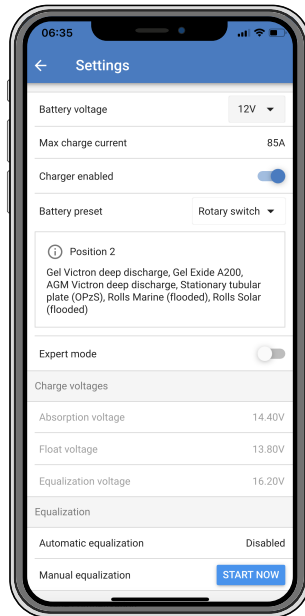 06:35
Settings
Battery voltage 12V
Max charge current 85A
Charger enabled
Battery preset Rotary switch
Position 2
Gel Victron deep discharge, Gel Exide A200,
AGM Victron deep discharge, Stationary tubular
plate (OPzS), Rolls Marine (flooded), Rolls Solar
(flooded)
Expert mode
Charge voltages
Absorption voltage 14.40V
Float voltage 13.80V
Equalization voltage 16.20V
Equalization
Automatic equalization Disabled
Manual equalization START NOW